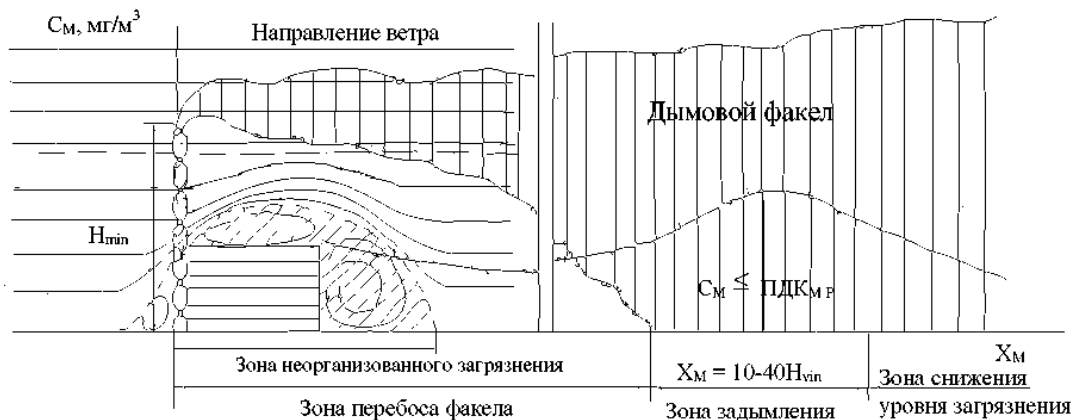 Cм, мг/м³
Направление ветра
Дымовой факел
Hmin
Cм ≤ ПДКМ Р
Зона неорганизованного загрязнения
Xм = 10-40Hvin
Xм
Зона снижения
уровня загрязнения
Зона перебоса факела
Зона задымления